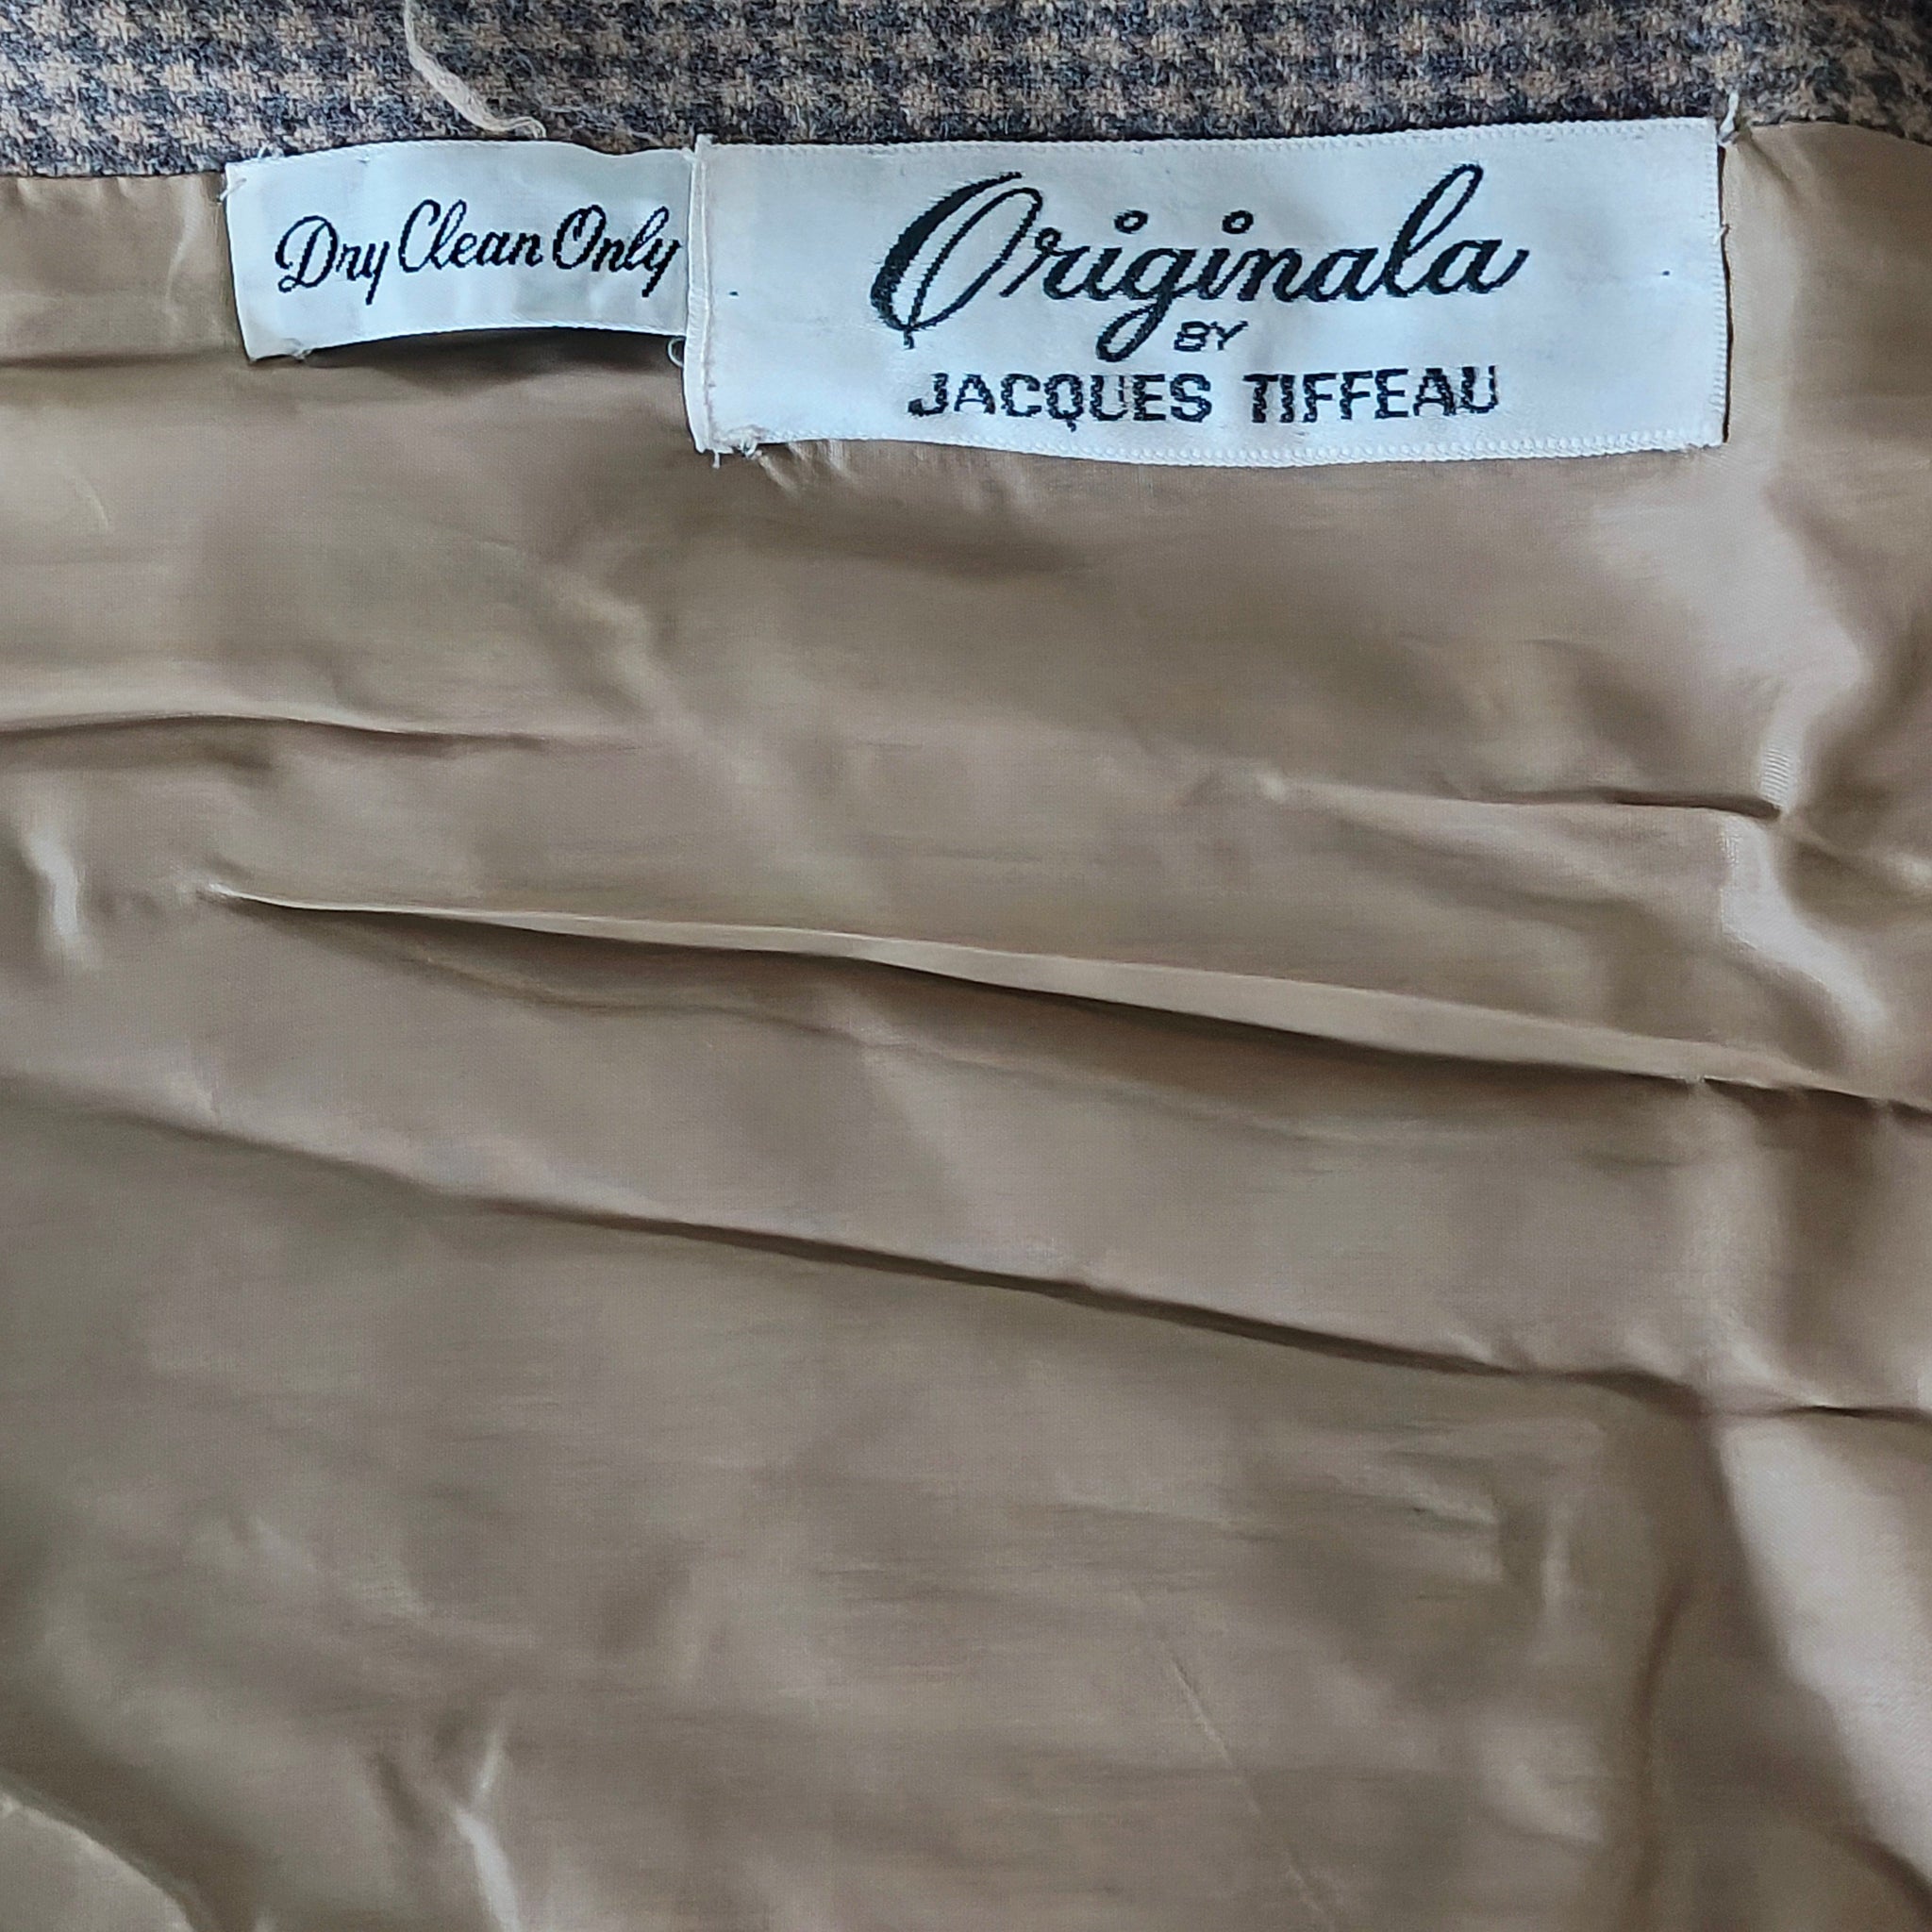 Dry Clean Only
Originala
BY
JACQUES TIFFEAU